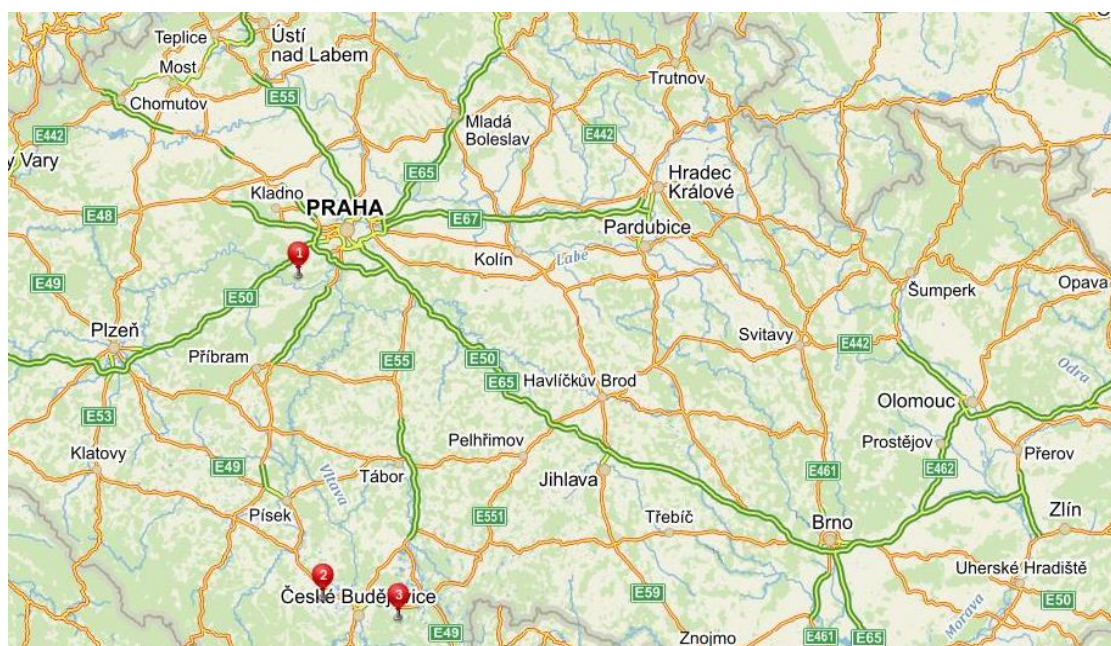 Teplice
Ústí
nad Labem
Most
Chomutov
E55
Trutnov
E442
y Vary
Mladá
Boleslav
E442
E65
Hradec
Králové
Kladno
PRAHA
E48
E67
Pardubice
1
Kolín
Labe
E49
E50
Šumperk
Opava
Plzeň
Příbram
E55
E50
Svitavy
E442
Odra
E65
Havlíčkův Brod
E53
Olomouc
Klatovy
E49
Vltava
Tábor
Pelhřimov
Jihlava
E461
Prostějov
E462
Přerov
Písek
E551
Třebíč
Brno
Zlín
2
České Budějovice
3
E59
Uherské Hradiště
E50
E49
Znojmo
E461
E65
Morava